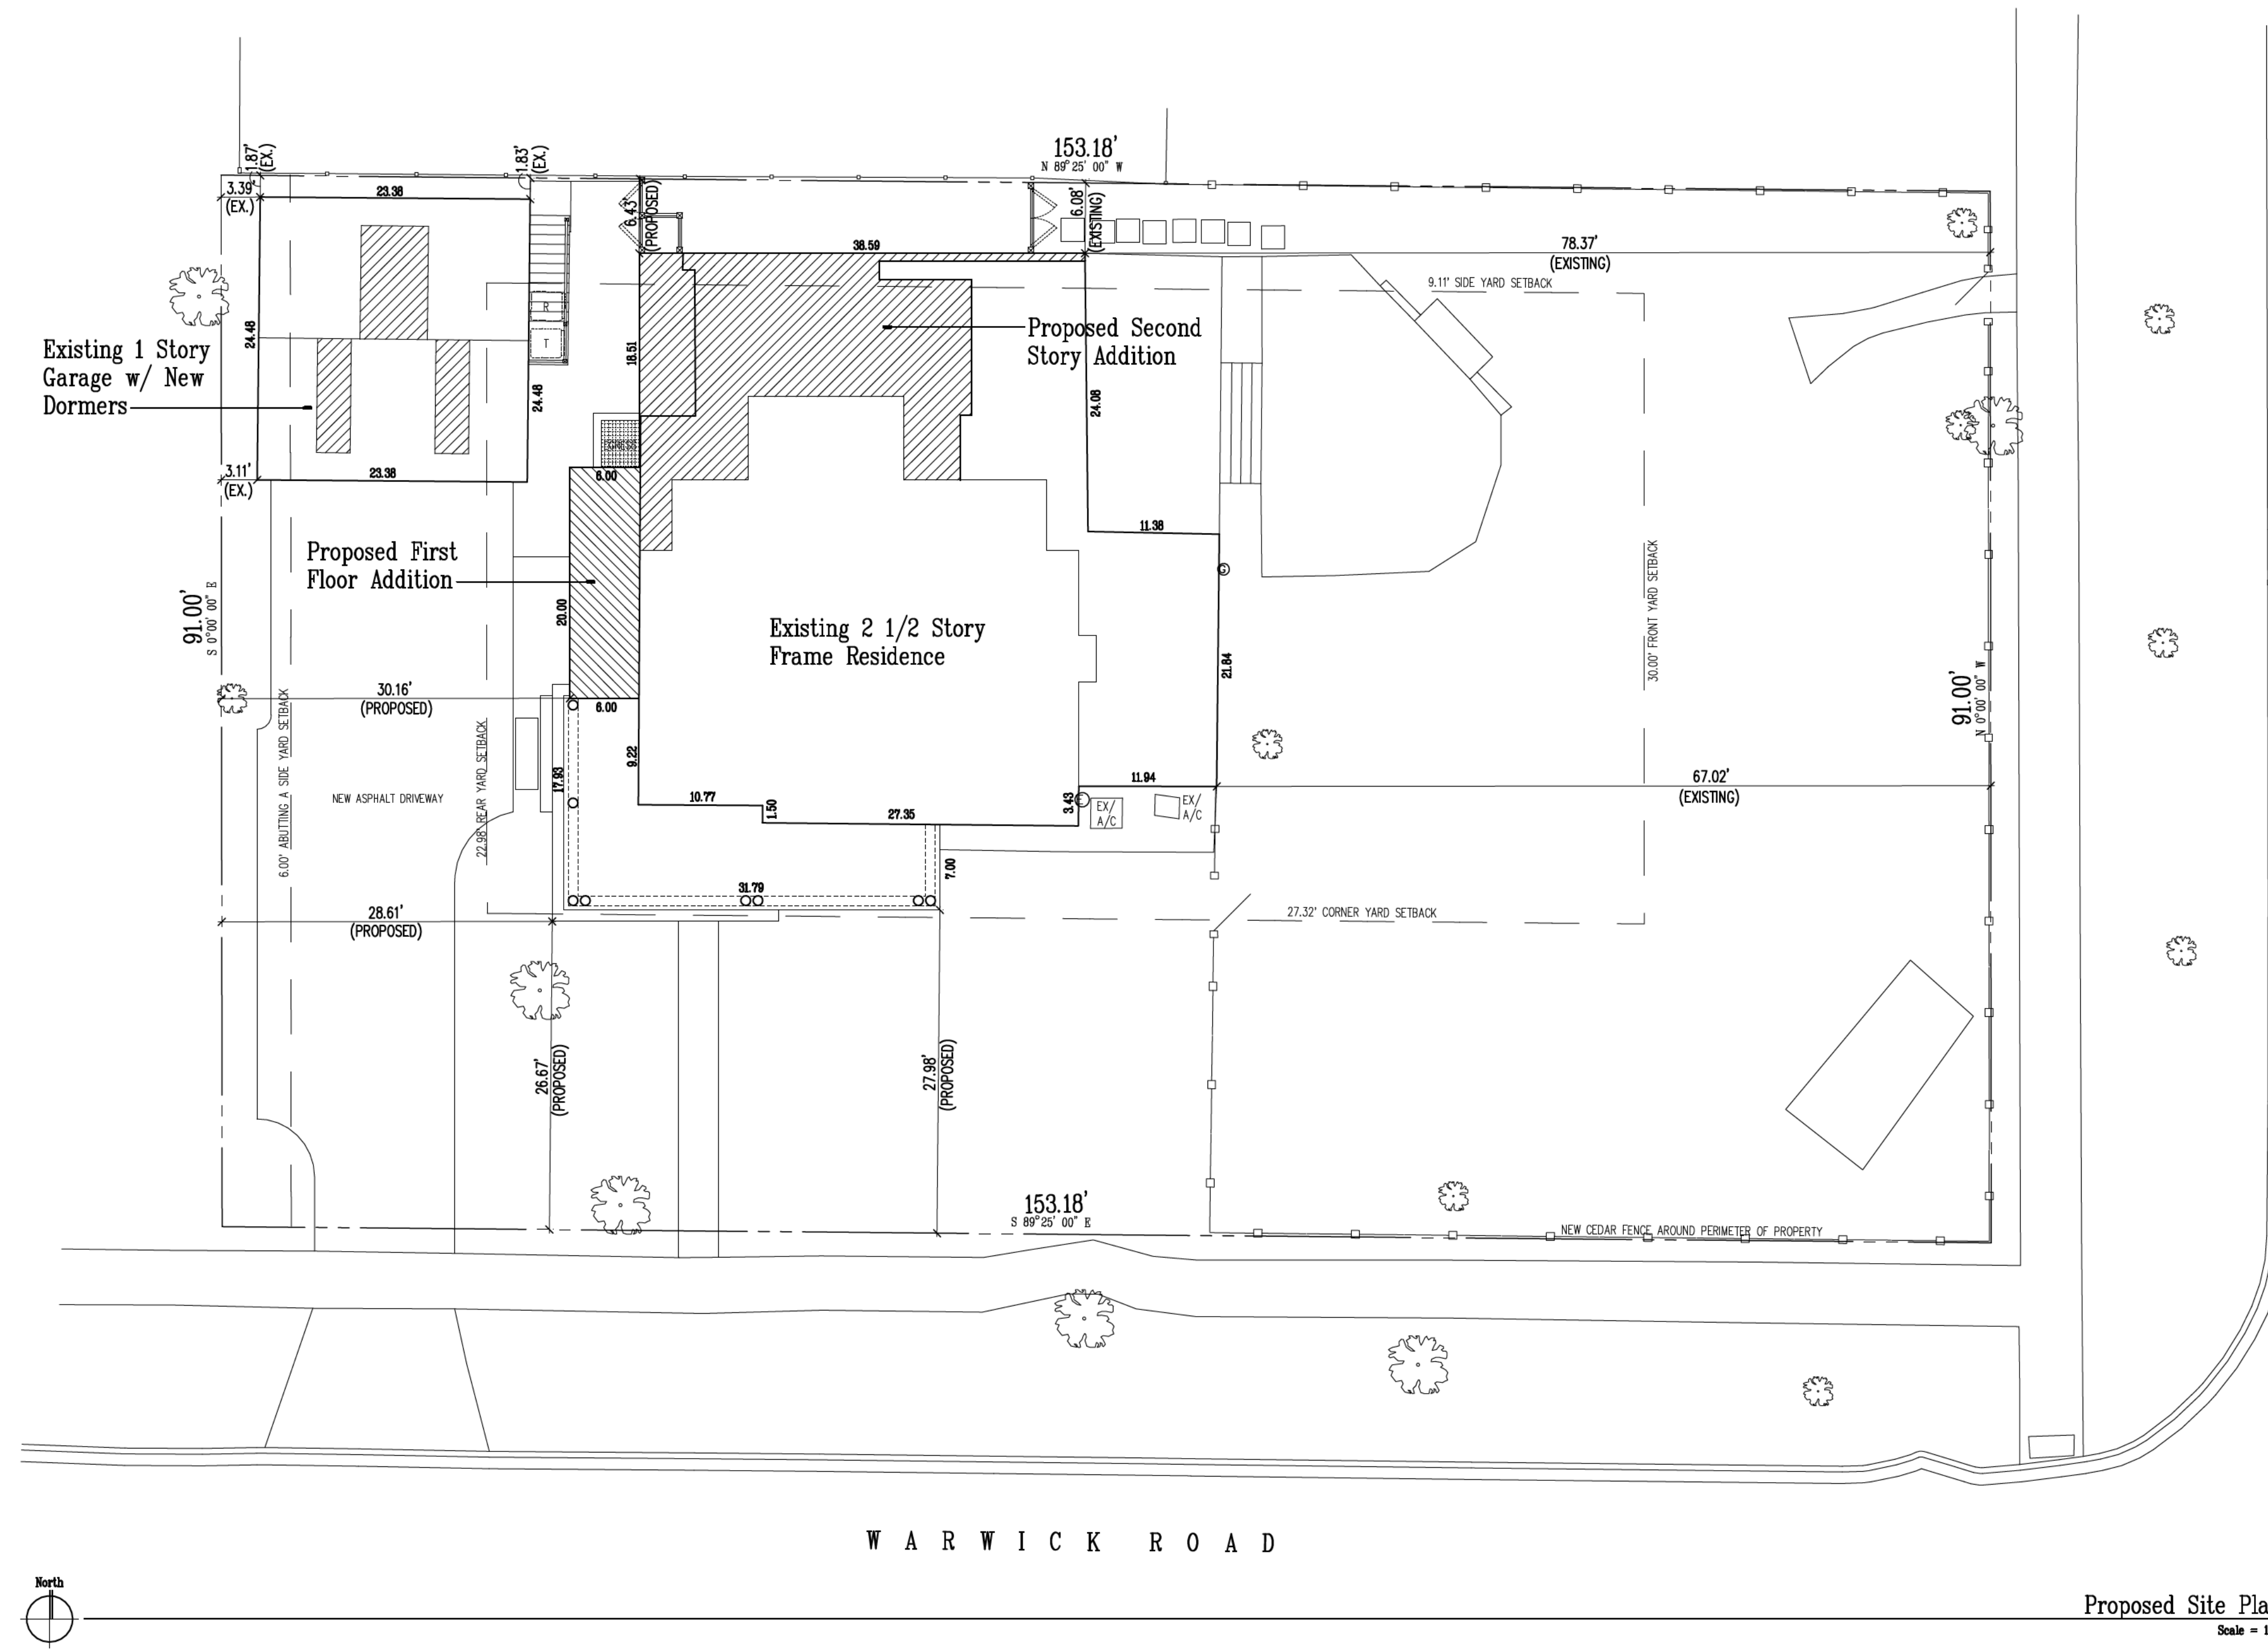 153.18'
N 89°25' 00" W
1.87'
(EX.)
1.83'
(EX.)
3.39'
(EX.)
23.38
6.43'
(PROPOSED)
6.08'
(EXISTING)
38.59
78.37'
(EXISTING)
9.11' SIDE YARD SETBACK
R
T
Proposed Second
Story Addition
Existing 1 Story
Garage w/ New
Dormers
24.48
18.51
24.48
24.08
EGRESS
3.11'
(EX.)
23.38
6.00
11.38
Proposed First
Floor Addition
G
30.00' FRONT YARD SETBACK
91.00'
S 0°00' 00" E
20.00
Existing 2 1/2 Story
Frame Residence
21.84
91.00'
N 0°00' 00" W
30.16'
(PROPOSED)
6.00
6.00' ABUTTING A SIDE YARD SETBACK
22.98' REAR YARD SETBACK
9.22
17.93
NEW ASPHALT DRIVEWAY
10.77
1.50
27.35
3.43
E
11.94
EX/
A/C
EX/
A/C
67.02'
(EXISTING)
7.00
31.79
28.61'
(PROPOSED)
27.32' CORNER YARD SETBACK
26.67'
(PROPOSED)
27.98'
(PROPOSED)
153.18'
S 89°25' 00" E
NEW CEDAR FENCE AROUND PERIMETER OF PROPERTY
WARWICK ROAD
North
Proposed Site Pla
Scale =